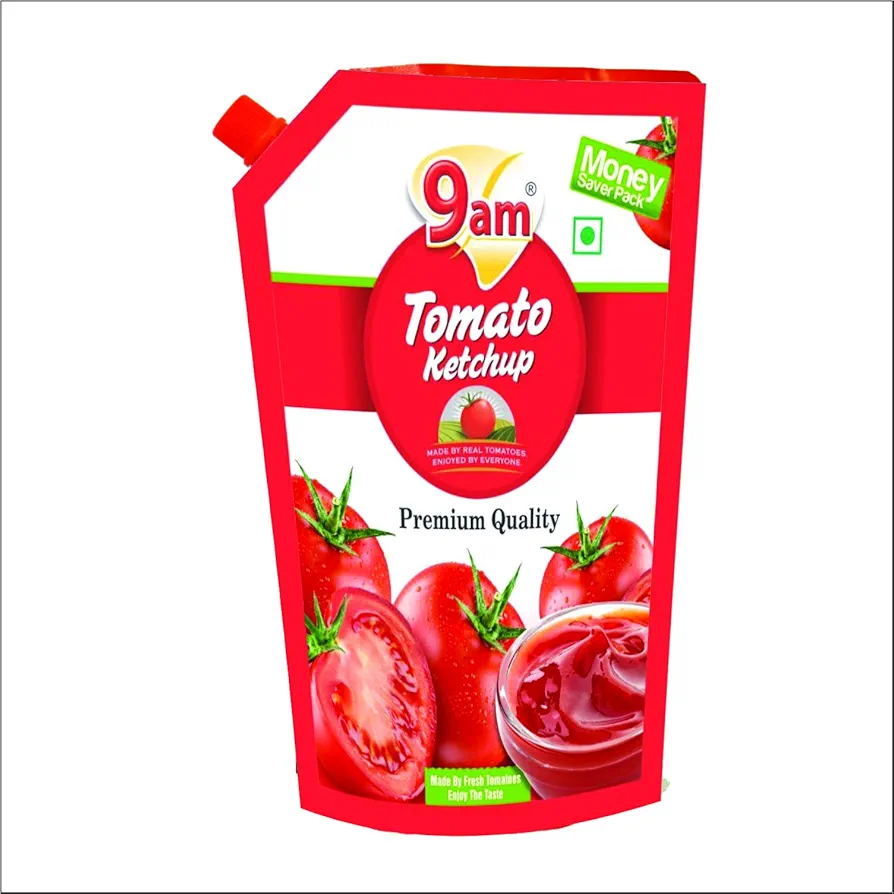 Money
Saver Pack
9am®
Tomato
Ketchup
MADE BY REAL TOMATOES.
ENJOYED BY EVERYONE
Premium Quality
Made By Fresh Tomatoes
Enjoy The Taste